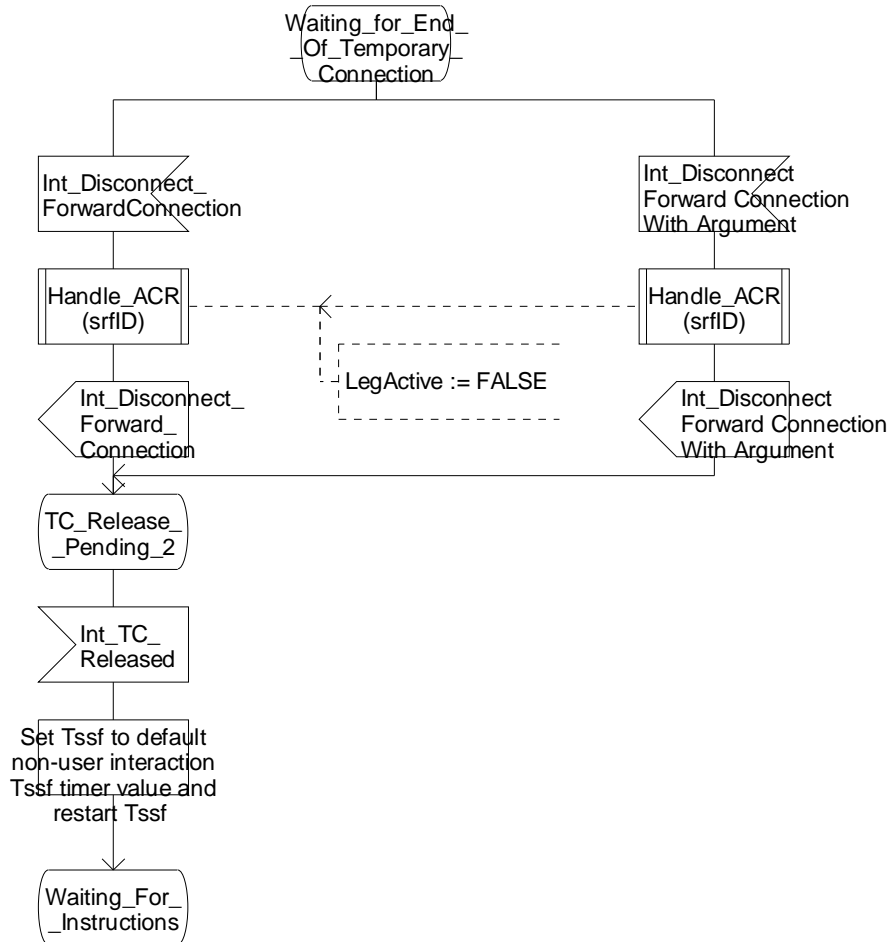 Waiting_for_End_
_Of_Temporary_
Connection
Int_Disconnect_
ForwardConnection
Int_Disconnect
Forward Connection
With Argument
Handle_ACR
(srfID)
Handle_ACR
(srfID)
LegActive := FALSE
Int_Disconnect_
Forward_
Connection
Int_Disconnect
Forward Connection
With Argument
TC_Release_
_Pending_2
Int_TC_
Released
Set Tssf to default
non-user interaction
Tssf timer value and
restart Tssf
Waiting_For_
_Instructions